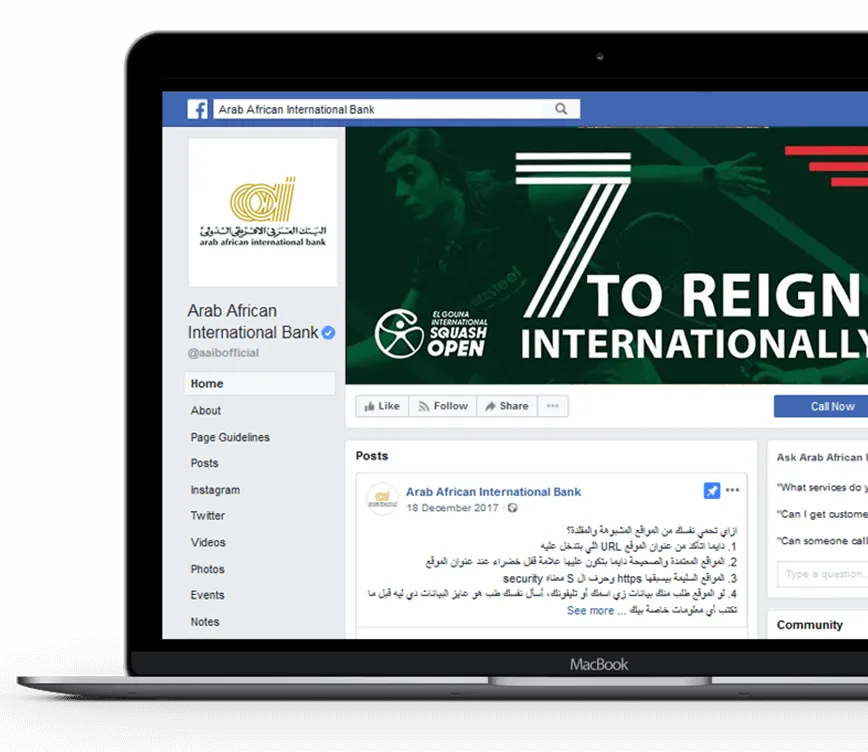 Arab African International Bank
البنك العربي الافريقي الدولي
arab african international bank
Arab African
International Bank
@aaibofficial
Home
About
Page Guidelines
Posts
Instagram
Twitter
Videos
Photos
Events
Notes
7 TO REIGN
INTERNATIONALLY
EL GOUNA
INTERNATIONAL
SQUASH
OPEN
Like
Follow
Share
Call Now
Posts
Arab African International Bank
18 December 2017
ازاي تحمي نفسك من المواقع المشبوهة والمقلدة؟
1. دايما اتأكد من عنوان الموقع URL اللي بتدخل عليه
2. المواقع المعتمدة والصحيحة دايما بتكون عليها علامة قفل خضراء عند عنوان الموقع
3. المواقع السليمة بيسبقها https وحرف ال S معناه security
4. لو الموقع طلب منك بيانات زي اسمك أو تليفونك، أسأل نفسك طب هو عايز البيانات دي ليه قبل ما
تكتب أي معلومات خاصة بيك ... See more
Ask Arab African
"What services do
"Can I get
"Can someone call
Type a question..
Community
MacBook